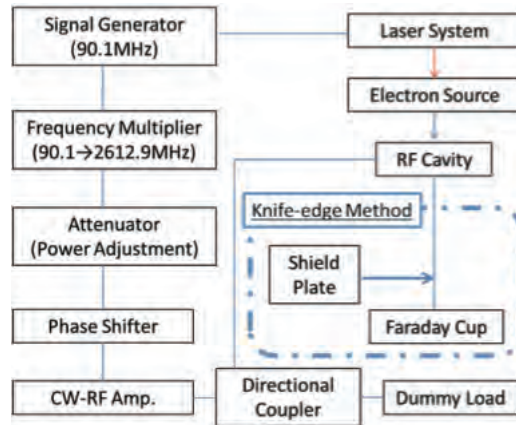 Signal Generator
(90.1MHz)
Laser System
Electron Source
Frequency Multiplier
(90.1→2612.9MHz)
RF Cavity
Knife-edge Method
Attenuator
(Power Adjustment)
Shield
Plate
Phase Shifter
Faraday Cup
CW-RF Amp.
Directional
Coupler
Dummy Load